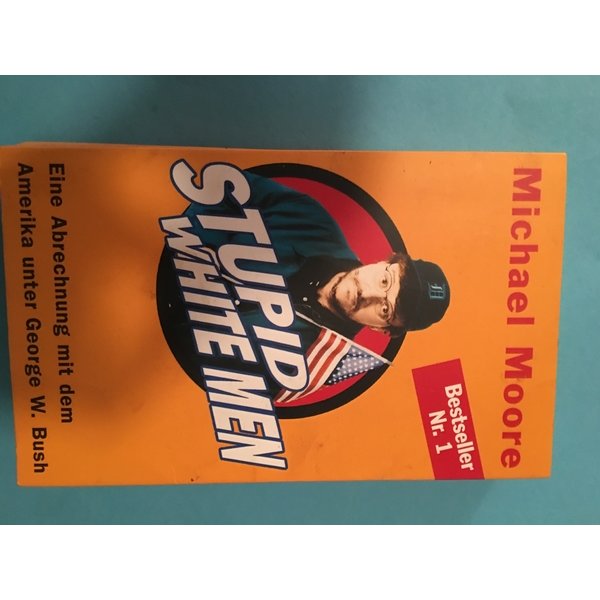 Michael Moore
Bestseller
Nr. 1
STUPID
WHITE MEN
Eine Abrechnung mit dem
Amerika unter George W. Bush